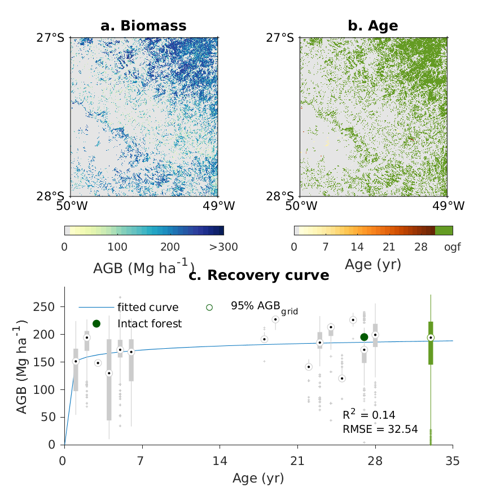 a. Biomass
b. Age
27°S
28°S
50°W 49°W
27°S
28°S
50°W 49°W
0 100 200 >300
AGB (Mg ha⁻¹)
0 7 14 21 28 ogf
Age (yr)
c. Recovery curve
fitted curve
95% AGBgrid
Intact forest
AGB (Mg ha⁻¹)
250
200
150
100
50
0
R² = 0.14
RMSE = 32.54
0 7 14 21 28 35
Age (yr)